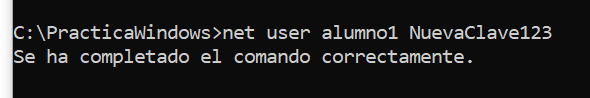 C:\PracticaWindows>net user alumno1 NuevaClave123
Se ha completado el comando correctamente.